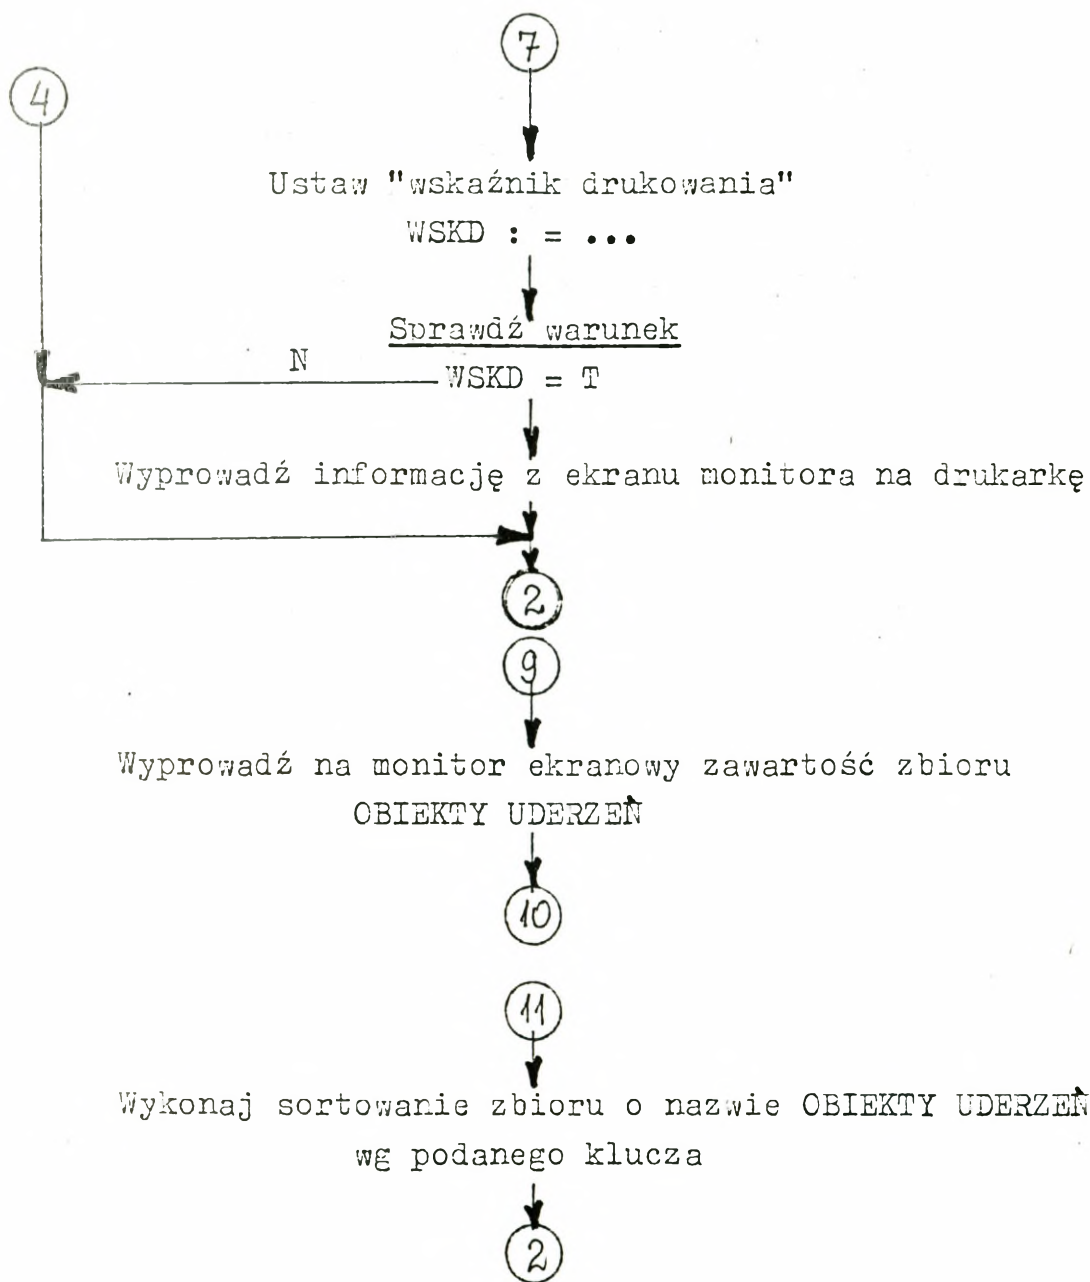 7
4
Ustaw "wskaźnik drukowania"
WSKD : = ...
Sprawdź warunek
N
WSKD = T
Wyprowadź informację z ekranu monitora na drukarkę
2
9
Wyprowadź na monitor ekranowy zawartość zbioru
OBIEKTY UDERZEŃ
10
11
Wykonaj sortowanie zbioru o nazwie OBIEKTY UDERZEŃ
wg podanego klucza
2